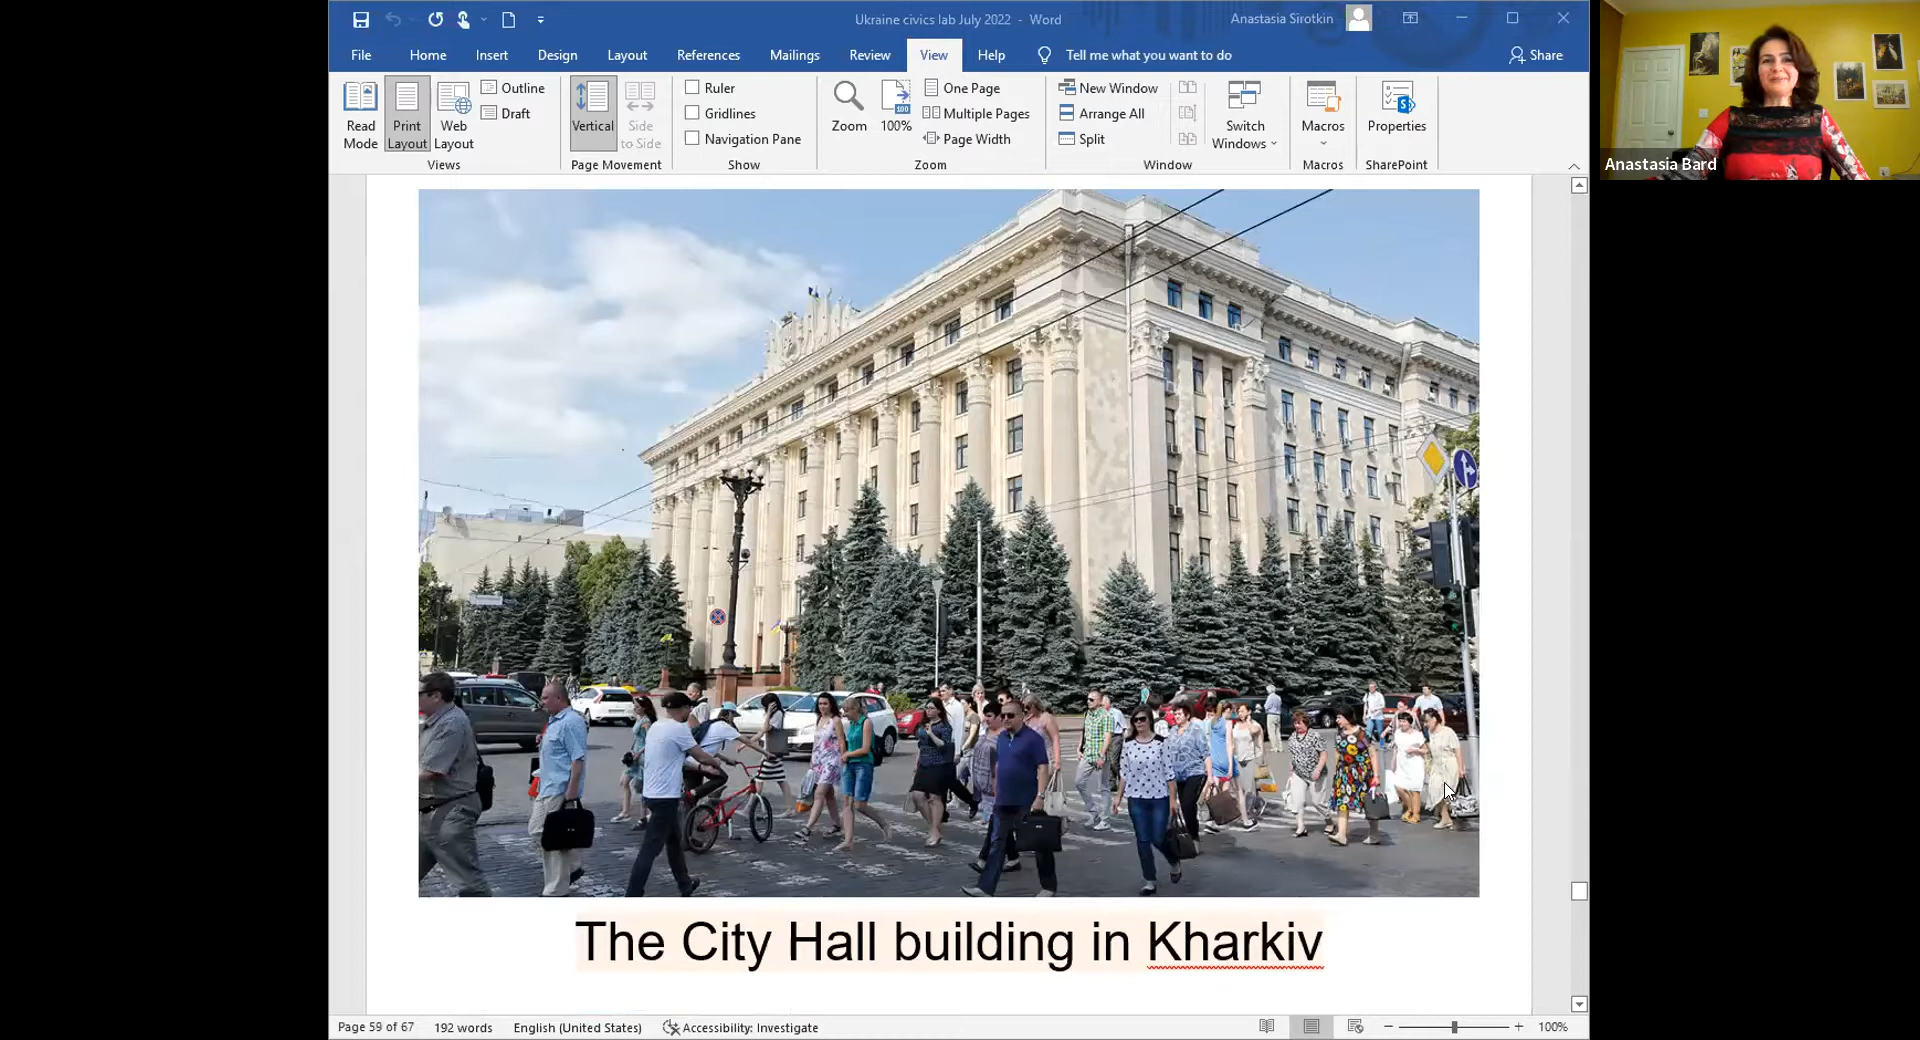 Ukraine civics lab July 2022 - Word
Anastasia Sirotkin
File Home Insert Design Layout References Mailings Review View Help Tell me what you want to do Share
Read Mode
Print Layout
Web Layout
Outline
Draft
Views
Vertical
Side to Side
Page Movement
Ruler
Gridlines
Navigation Pane
Show
Zoom
100
100%
One Page
Multiple Pages
Page Width
Zoom
New Window
Arrange All
Split
Switch Windows
Window
Macros
Macros
S
Properties
SharePoint
Anastasia Bard
The City Hall building in Kharkiv
Page 59 of 67 192 words English (United States) Accessibility: Investigate 100%